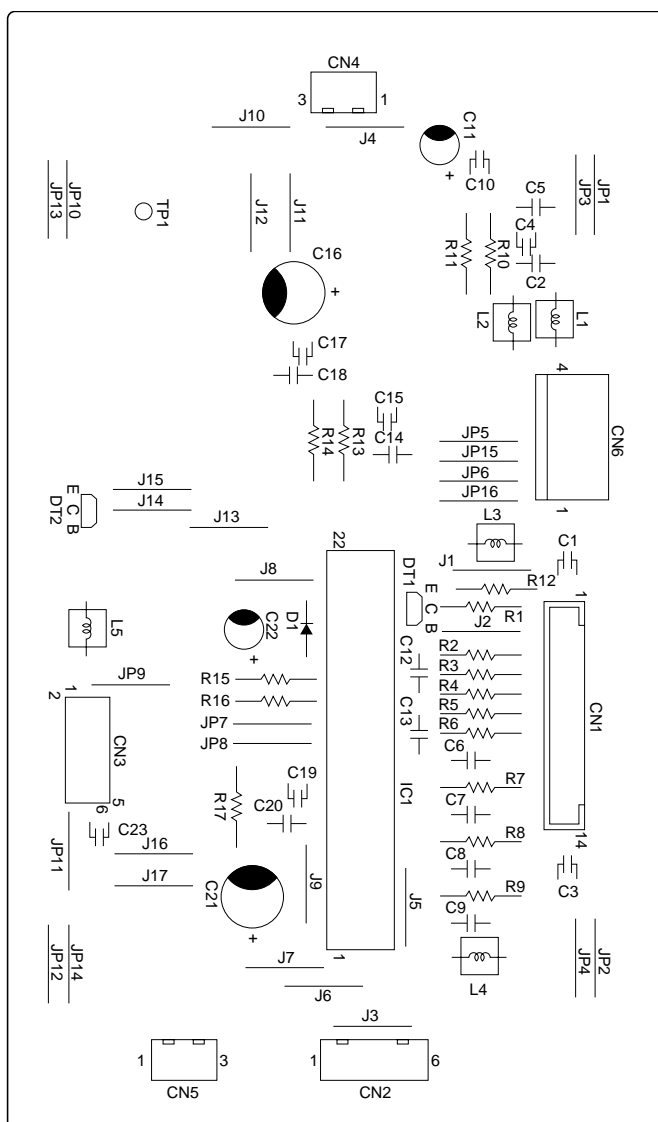 CN4
3
1
J10
J4
C11
+
C10
JP10
JP13
TP1
J12
J11
C16
+
JP1
JP3
C5
C4
C2
R11
R10
L2
L1
C17
C18
C15
C14
R14
R13
4
CN6
1
JP5
JP15
JP6
JP16
J15
J14
J13
E
C
B
DT2
L3
C1
22
J8
DT1
E
C
B
J1
R12
R1
J2
1
CN1
14
C22
+
D1
L5
C12
R2
R3
R4
R5
R6
C13
JP9
R15
R16
JP7
JP8
1
2
CN3
5
6
C6
R7
C7
R8
C8
R9
C9
IC1
C19
C20
R17
C23
J16
J17
JP11
C21
+
J9
J5
C3
JP14
JP12
J7
1
J6
L4
JP2
JP4
J3
1
3
CN5
1
6
CN2